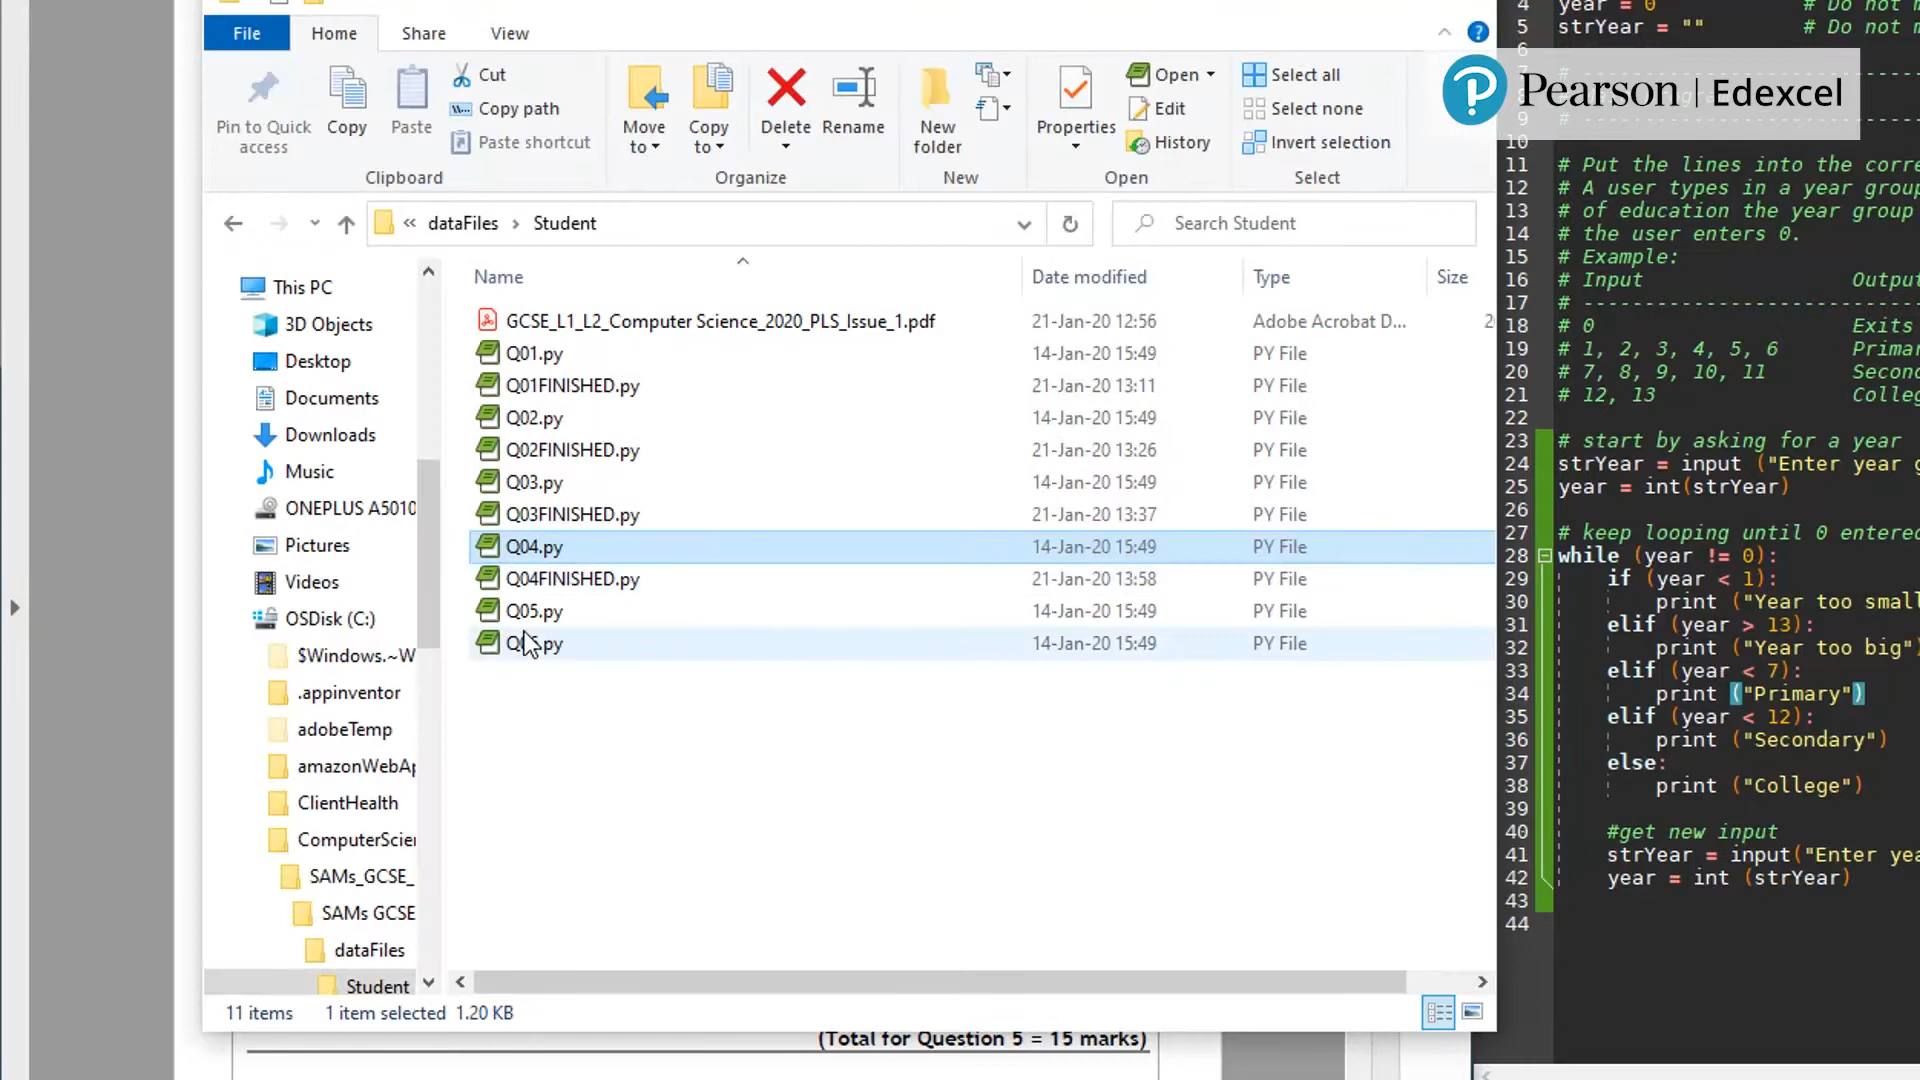 File
Home
Share
View
Pin to Quick access
Copy
Paste
Cut
Copy path
Paste shortcut
Clipboard
Move to
Copy to
Delete
Rename
Organize
New folder
New
Properties
Open
Edit
History
Open
Select all
Select none
Invert selection
Select
« dataFiles > Student
Search Student
This PC
3D Objects
Desktop
Documents
Downloads
Music
ONEPLUS A5010
Pictures
Videos
OSDisk (C:)
$Windows.~W
.appinventor
adobeTemp
amazonWebAp
ClientHealth
ComputerScien
SAMs_GCSE_
SAMs GCSE
dataFiles
Student
Name Date modified Type Size
GCSE_L1_L2_Computer Science_2020_PLS_Issue_1.pdf 21-Jan-20 12:56 Adobe Acrobat D... 2
Q01.py 14-Jan-20 15:49 PY File
Q01FINISHED.py 21-Jan-20 13:11 PY File
Q02.py 14-Jan-20 15:49 PY File
Q02FINISHED.py 21-Jan-20 13:26 PY File
Q03.py 14-Jan-20 15:49 PY File
Q03FINISHED.py 21-Jan-20 13:37 PY File
Q04.py 14-Jan-20 15:49 PY File
Q04FINISHED.py 21-Jan-20 13:58 PY File
Q05.py 14-Jan-20 15:49 PY File
.py 14-Jan-20 15:49 PY File
11 items 1 item selected 1.20 KB
(Total for Question 5 = 15 marks)
Pearson | Edexcel
4 year = 0 # Do not m
5 strYear = "" # Do not m
6
9 # -
10
11 # Put the lines into the corre
12 # A user types in a year group
13 # of education the year group
14 # the user enters 0.
15 # Example:
16 # Input Output
17 # ------------------------------
18 # 0 Exits
19 # 1, 2, 3, 4, 5, 6 Primar
20 # 7, 8, 9, 10, 11 Second
21 # 12, 13 Colleg
22
23 # start by asking for a year
24 strYear = input ("Enter year g
25 year = int(strYear)
26
27 # keep looping until 0 entered
28 while (year != 0):
29 if (year < 1):
30 print ("Year too small
31 elif (year > 13):
32 print ("Year too big")
33 elif (year < 7):
34 print ("Primary")
35 elif (year < 12):
36 print ("Secondary")
37 else:
38 print ("College")
39
40 #get new input
41 strYear = input("Enter yea
42 year = int (strYear)
43
44